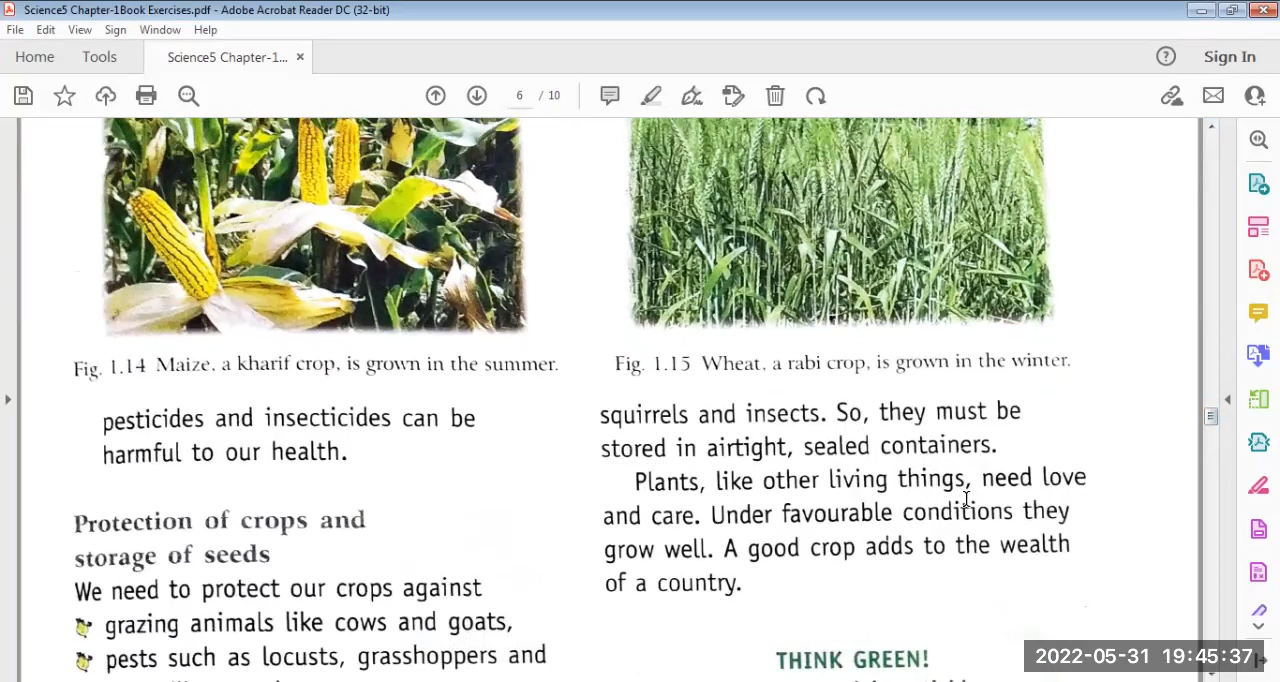 Science5 Chapter-1Book Exercises.pdf - Adobe Acrobat Reader DC (32-bit)
File Edit View Sign Window Help
Home Tools Science5 Chapter-1... × Sign In
6 / 10
Fig. 1.14 Maize, a kharif crop, is grown in the summer.
pesticides and insecticides can be
harmful to our health.
Protection of crops and
storage of seeds
We need to protect our crops against
grazing animals like cows and goats,
pests such as locusts, grasshoppers and
Fig. 1.15 Wheat, a rabi crop, is grown in the winter.
squirrels and insects. So, they must be
stored in airtight, sealed containers.
Plants, like other living things, need love
and care. Under favourable conditions they
grow well. A good crop adds to the wealth
of a country.
THINK GREEN!
2022-05-31 19:45:37